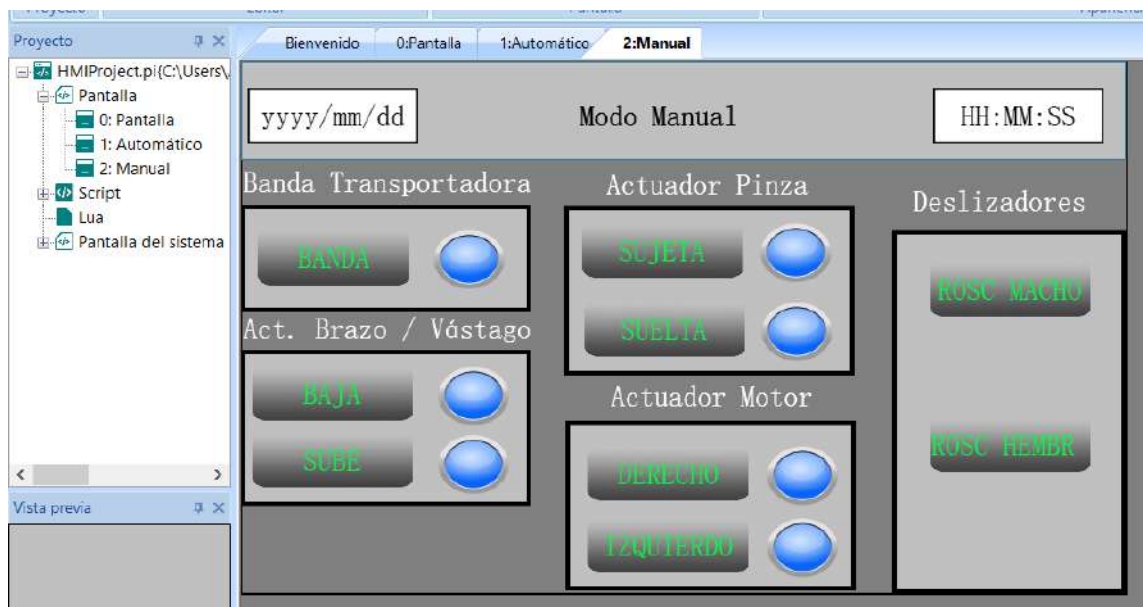 Proyecto
Bienvenido
0:Pantalla
1:Automático
2:Manual
HMIProject.pi(C:\Users\
Pantalla
0: Pantalla
1: Automático
2: Manual
Script
Lua
Pantalla del sistema
Vista previa
yyyy/mm/dd
Modo Manual
HH:MM:SS
Banda Transportadora
BANDA
Act. Brazo / Vástago
BAJA
SUBE
Actuador Pinza
SUJETA
SUELTA
Actuador Motor
DERECHO
IZQUIERDO
Deslizadores
ROSC MACHO
ROSC HEMBR